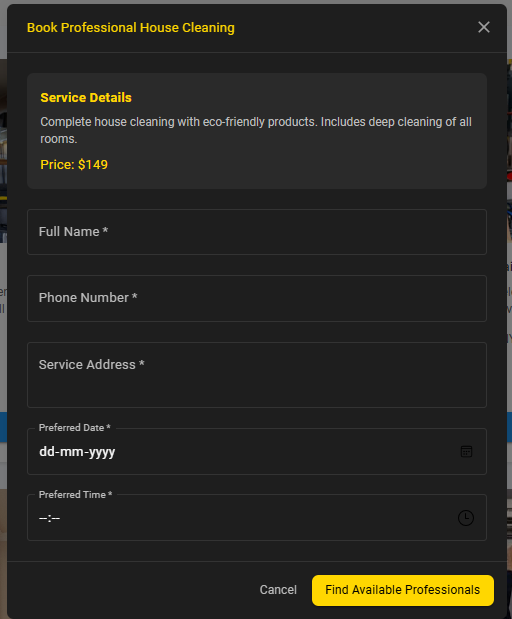 Book Professional House Cleaning
Service Details
Complete house cleaning with eco-friendly products. Includes deep cleaning of all
rooms.
Price: $149
Full Name *
Phone Number *
Service Address *
Preferred Date *
dd-mm-yyyy
Preferred Time *
--:--
Cancel
Find Available Professionals